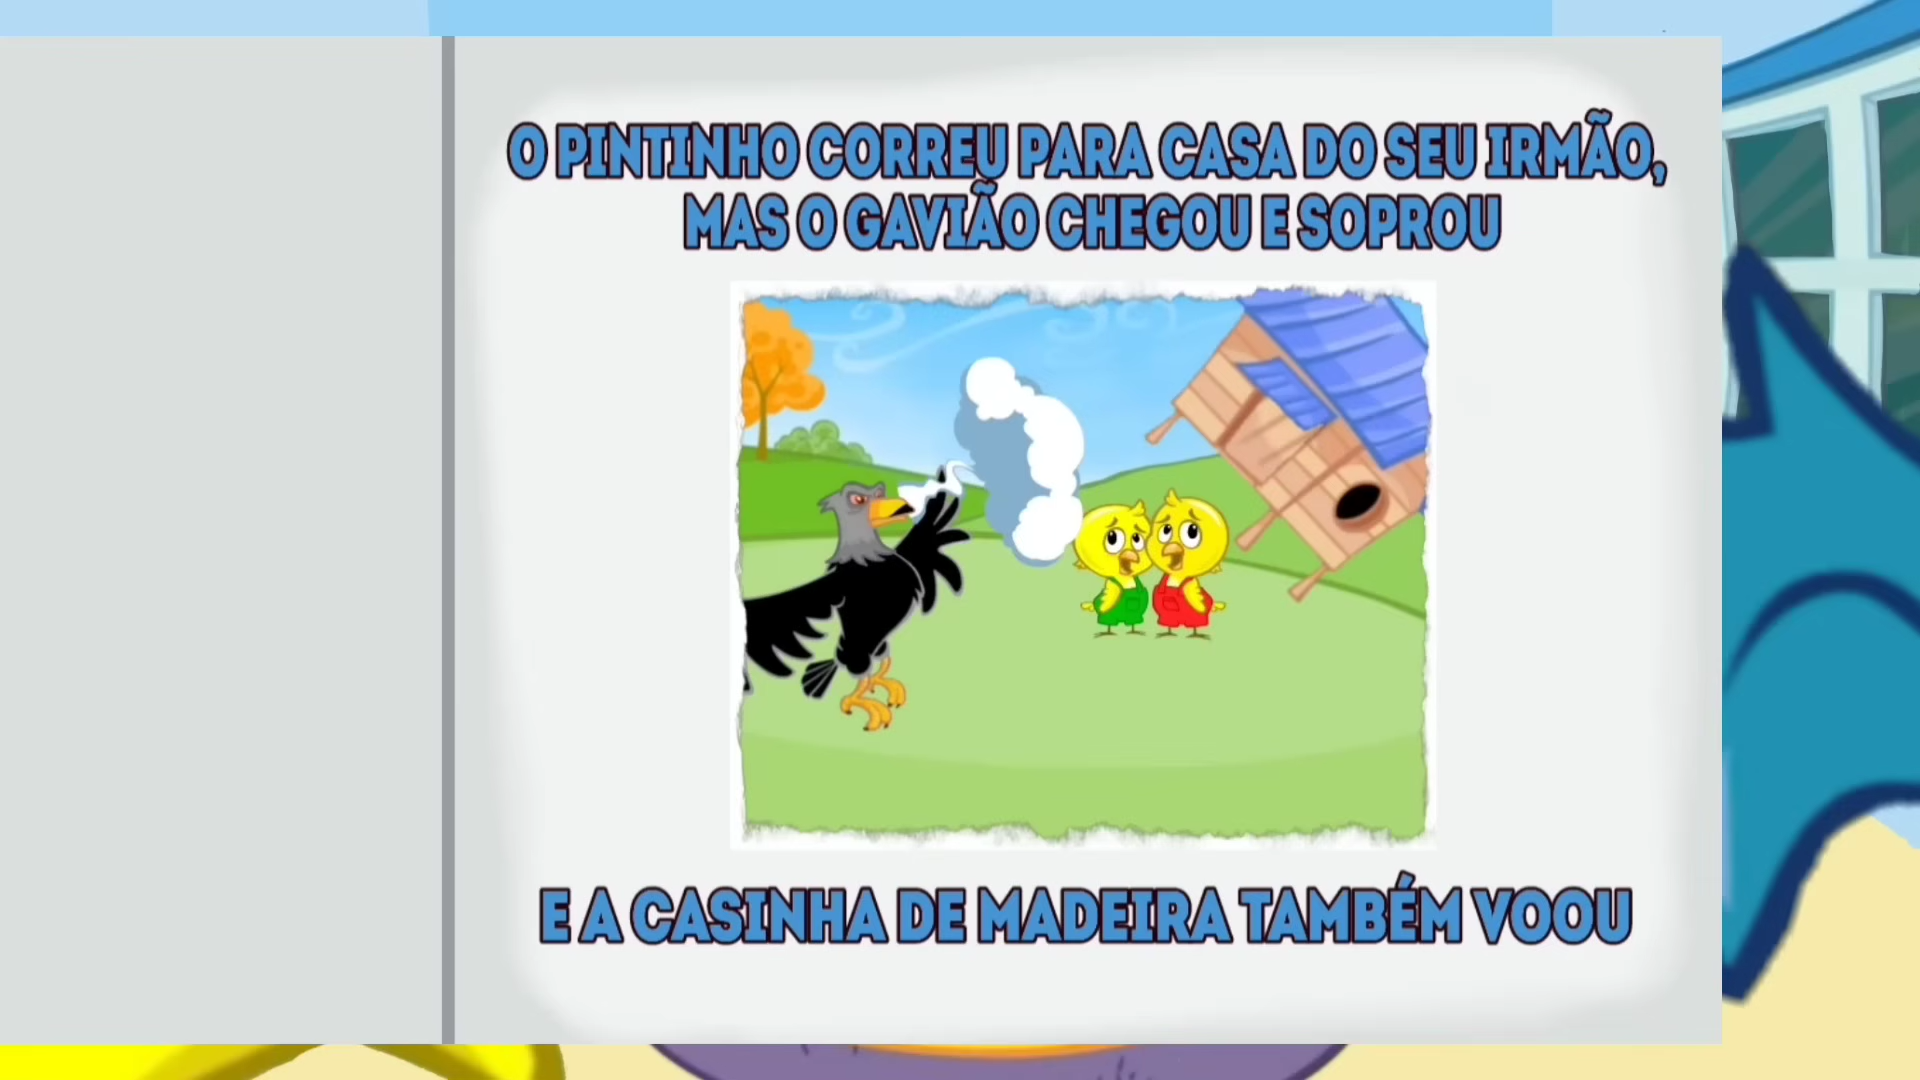 O PINTINHO CORREU PARA CASA DO SEU IRMÃO,
MAS O GAVIÃO CHEGOU E SOPROU
E A CASINHA DE MADEIRA TAMBÉM VOOU